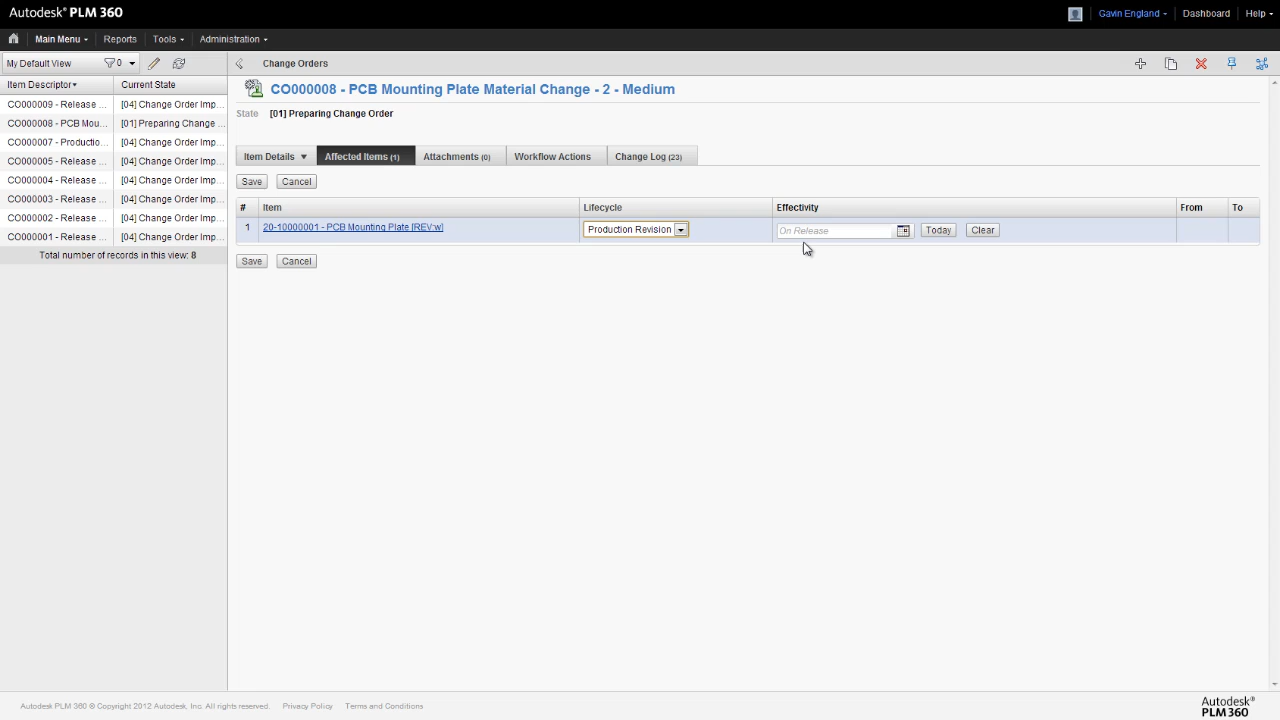 Autodesk® PLM 360
Gavin England
Dashboard
Help
Main Menu
Reports
Tools
Administration
My Default View
0
Change Orders
Item Descriptor
Current State
CO000009 - Release ...
[04] Change Order Imp...
CO000008 - PCB Mou...
[01] Preparing Change ...
CO000007 - Productio...
[04] Change Order Imp...
CO000005 - Release ...
[04] Change Order Imp...
CO000004 - Release ...
[04] Change Order Imp...
CO000003 - Release ...
[04] Change Order Imp...
CO000002 - Release ...
[04] Change Order Imp...
CO000001 - Release ...
[04] Change Order Imp...
Total number of records in this view: 8
CO000008 - PCB Mounting Plate Material Change - 2 - Medium
State [01] Preparing Change Order
Item Details
Affected Items (1)
Attachments (0)
Workflow Actions
Change Log (23)
Save
Cancel
# Item Lifecycle Effectivity From To
1 20-10000001 - PCB Mounting Plate [REV:w] Production Revision On Release Today Clear
Save
Cancel
Autodesk PLM 360 © Copyright 2012 Autodesk, Inc. All rights reserved.
Privacy Policy
Terms and Conditions
Autodesk®
PLM 360